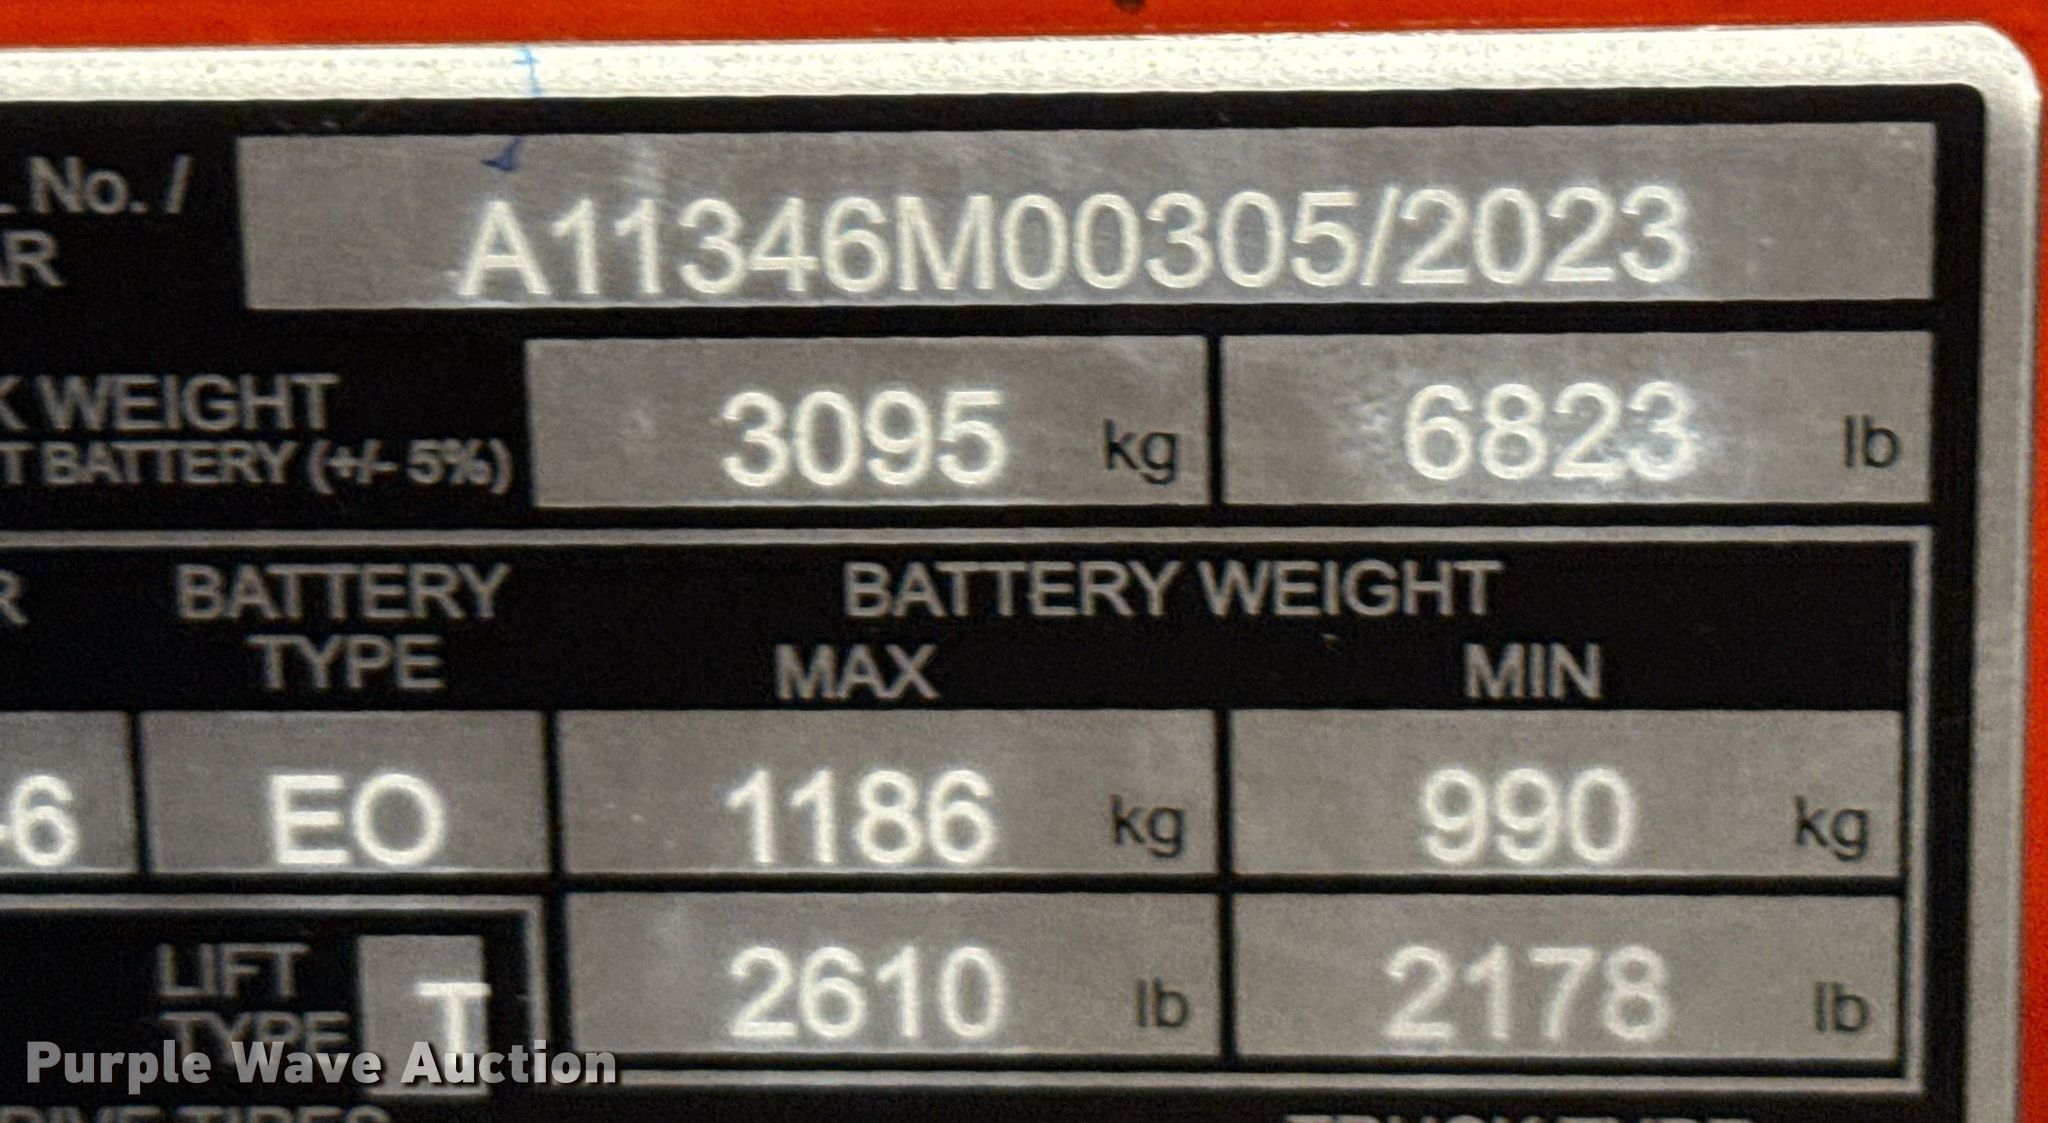 No. / A11346M00305/2023
WEIGHT 3095 kg 6823 lb
BATTERY (+/- 5%)
BATTERY TYPE BATTERY WEIGHT
MAX MIN
-6 EO 1186 kg 990 kg
LIFT TYPE T 2610 lb 2178 lb
Purple Wave Auction